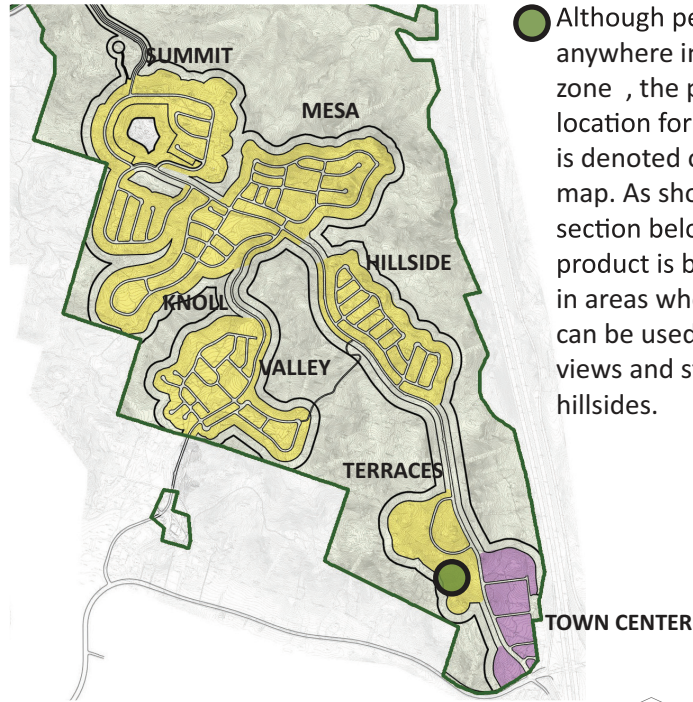 SUMMIT
MESA
HILLSIDE
KNOLL
VALLEY
TERRACES
TOWN CENTER
Although pe
anywhere in
zone , the p
location for
is denoted o
map. As sho
section belo
product is b
in areas whe
can be used
views and st
hillsides.